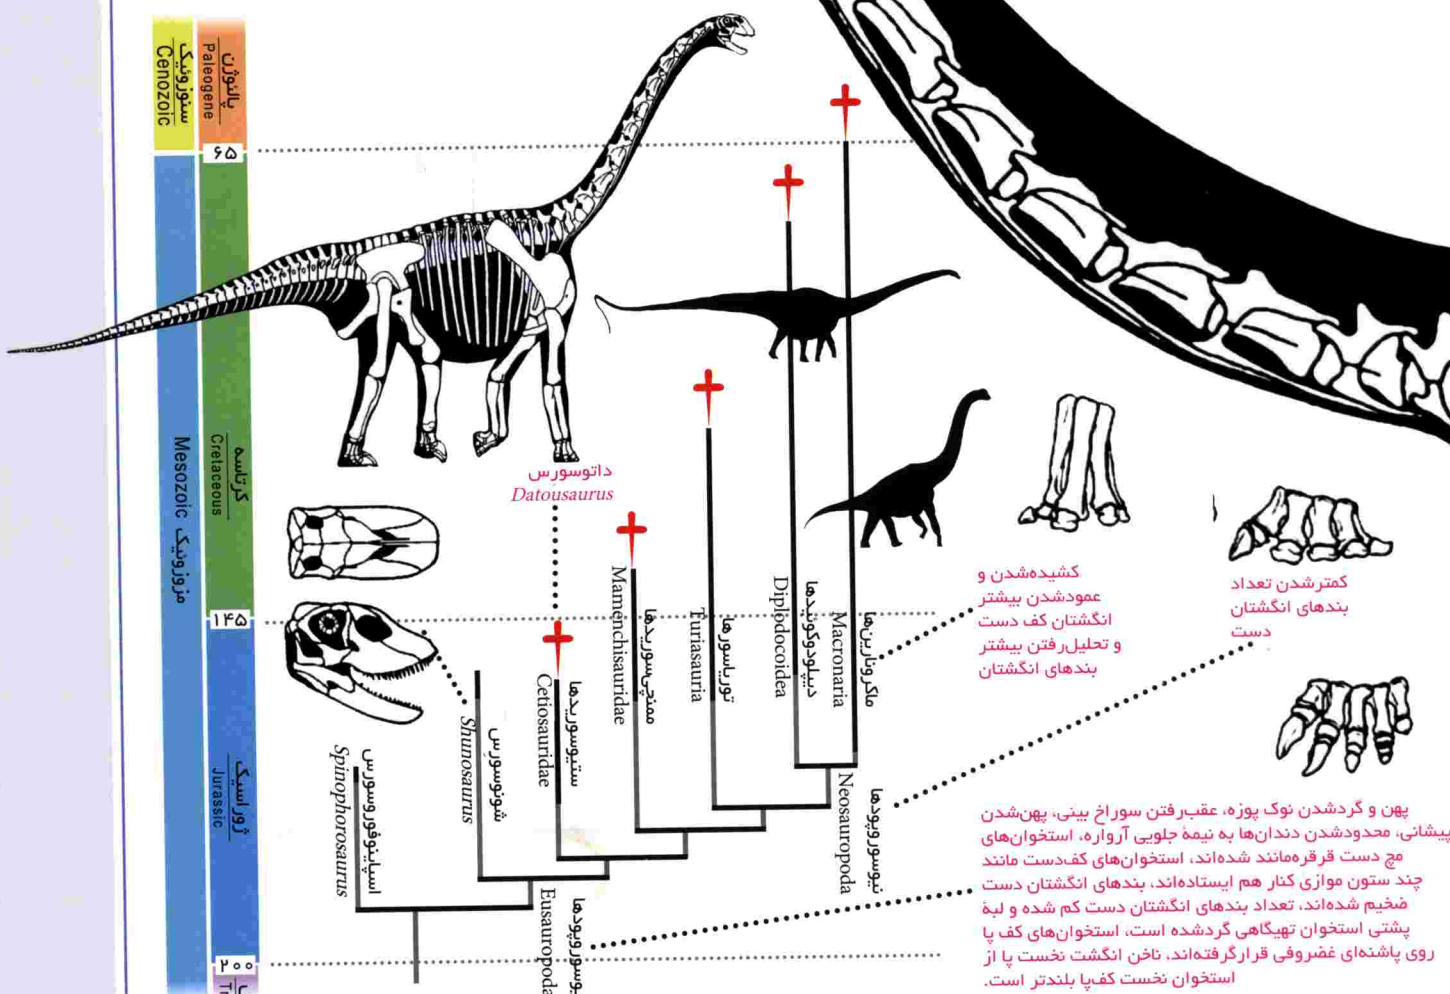 سنوزوئیک
Cenozoic
پالئوژن
Paleogene
۶۵
مزوزوئیک Mesozoic
کرتاسه
Cretaceous
۱۴۵
ژوراسیک
Jurassic
۲۰۰
داتوسورس
Datousaurus
اسپاینوفوروسورس
Spinophorosaurus
شونوسورس
Shunosaurus
ستیوسوریدها
Cetiosauridae
ممنچی‌سوریدها
Mamenchisauridae
توریاسورها
Turiasauria
دیپلودوکوئیدها
Diplodocoidea
ماکرونارین‌ها
Macronaria
نیوسوروپودها
Neosauropoda
یوسوروپودها
Eusauropoda
کشیده‌شدن و
عمودشدن بیشتر
انگشتان کف دست
و تحلیل‌رفتن بیشتر
بندهای انگشتان
کمترشدن تعداد
بندهای انگشتان
دست
پهن و گردشدن نوک پوزه، عقب‌رفتن سوراخ بینی، پهن‌شدن
پیشانی، محدودشدن دندان‌ها به نیمهٔ جلویی آرواره، استخوان‌های
مچ دست قرقره‌مانند شده‌اند، استخوان‌های کف‌دست مانند
چند ستون موازی کنار هم ایستاده‌اند، بندهای انگشتان دست
ضخیم شده‌اند، تعداد بندهای انگشتان دست کم شده و لبهٔ
پشتی استخوان تهیگاهی گردشده است، استخوان‌های کف پا
روی پاشنه‌ای غضروفی قرارگرفته‌اند، ناخن انگشت نخست پا از
استخوان نخست کف‌پا بلندتر است.